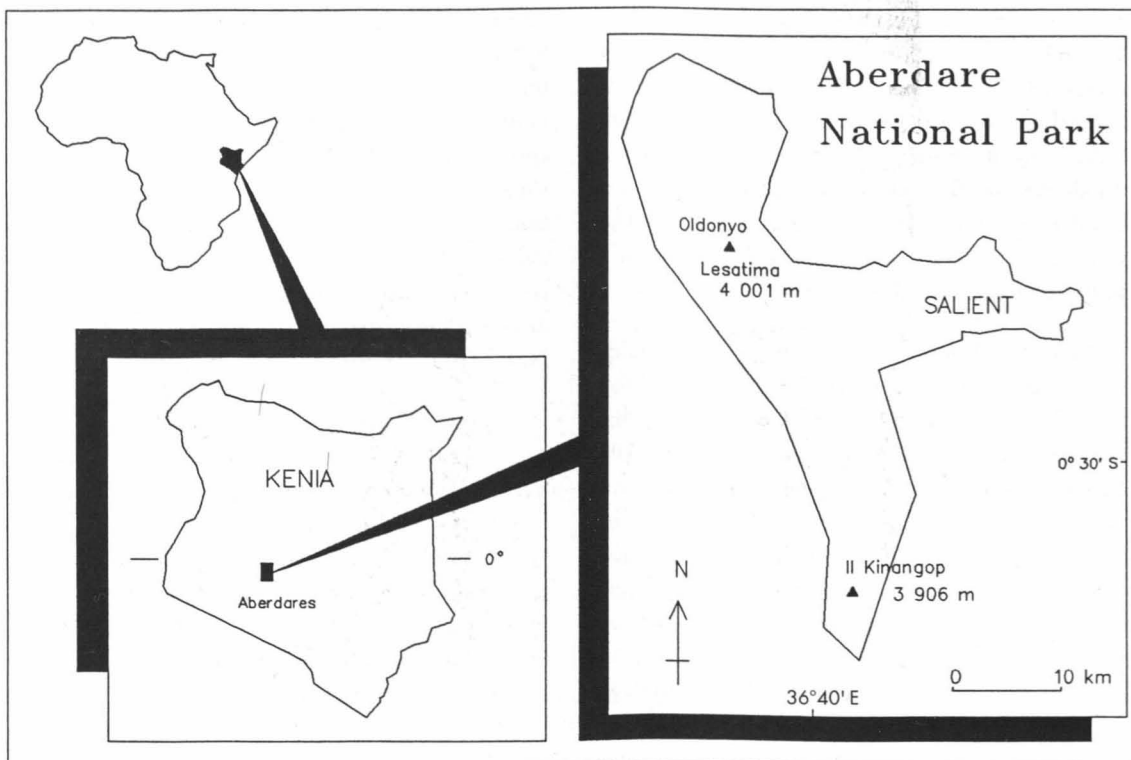 Aberdare
National Park
Oldonyo
Lesatima
4 001 m
SALIENT
0° 30' S
Il Kinangop
3 906 m
N
0 10 km
36°40' E
KENIA
0°
Aberdares